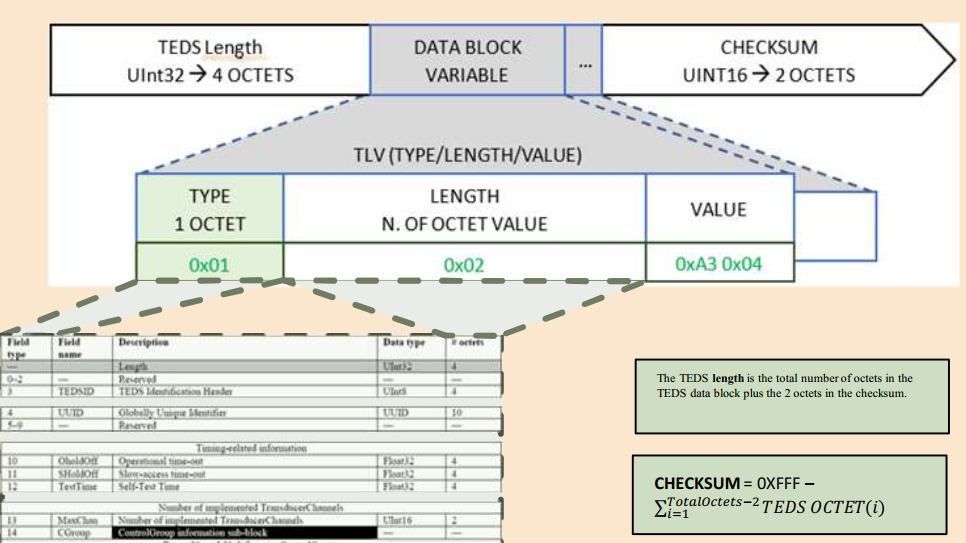 TEDS Length
UInt32 → 4 OCTETS
DATA BLOCK
VARIABLE
...
CHECKSUM
UINT16 → 2 OCTETS
TLV (TYPE/LENGTH/VALUE)
TYPE
1 OCTET
LENGTH
N. OF OCTET VALUE
VALUE
0x01
0x02
0xA3 0x04
Field type Field name Description Data type # octets
— Length UInt32 4
0–2 — Reserved — —
3 TEDSID TEDS Identification Header UInt8 4
4 UUID Globally Unique Identifier UUID 10
5-9 — Reserved — —
Timing-related information
10 OholdOff Operational time-out Float32 4
11 SHoldOff Slow-access time-out Float32 4
12 TestTime Self-Test Time Float32 4
Number of implemented TransducerChannels
13 MaxChan Number of implemented TransducerChannels UInt16 2
14 CGroup ControlGroup information sub-block — —
The TEDS length is the total number of octets in the
TEDS data block plus the 2 octets in the checksum.
CHECKSUM = 0XFFF –
∑_{i=1}^{TotalOctets−2} TEDS OCTET(i)